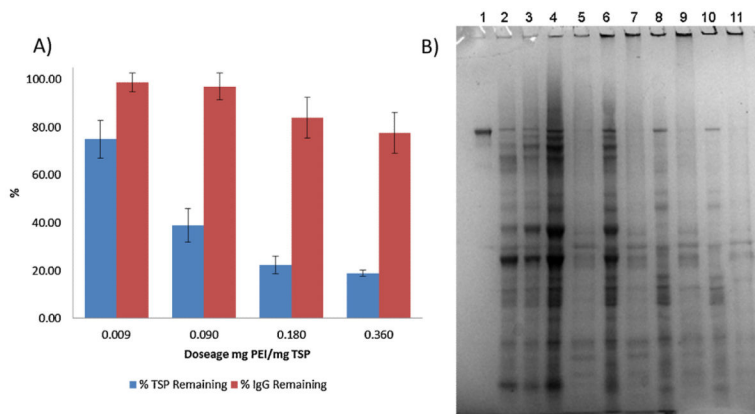 A)
100.00
80.00
60.00
40.00
20.00
0.00
%
0.009 0.090 0.180 0.360
Doseage mg PEI/mg TSP
% TSP Remaining % IgG Remaining
B)
1 2 3 4 5 6 7 8 9 10 11